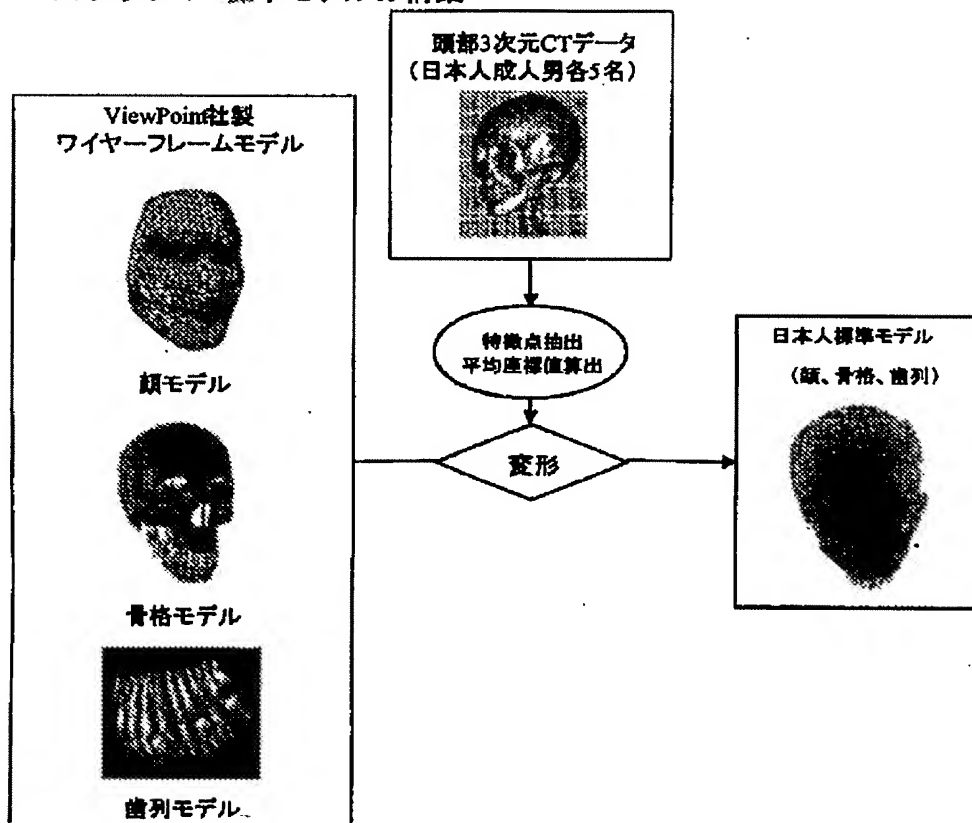 頭部3次元CTデータ
（日本人成人男各5名）
ViewPoint社製
ワイヤーフレームモデル
顔モデル
骨格モデル
歯列モデル
特徴点抽出
平均座標値算出
変形
日本人標準モデル
（顔、骨格、歯列）